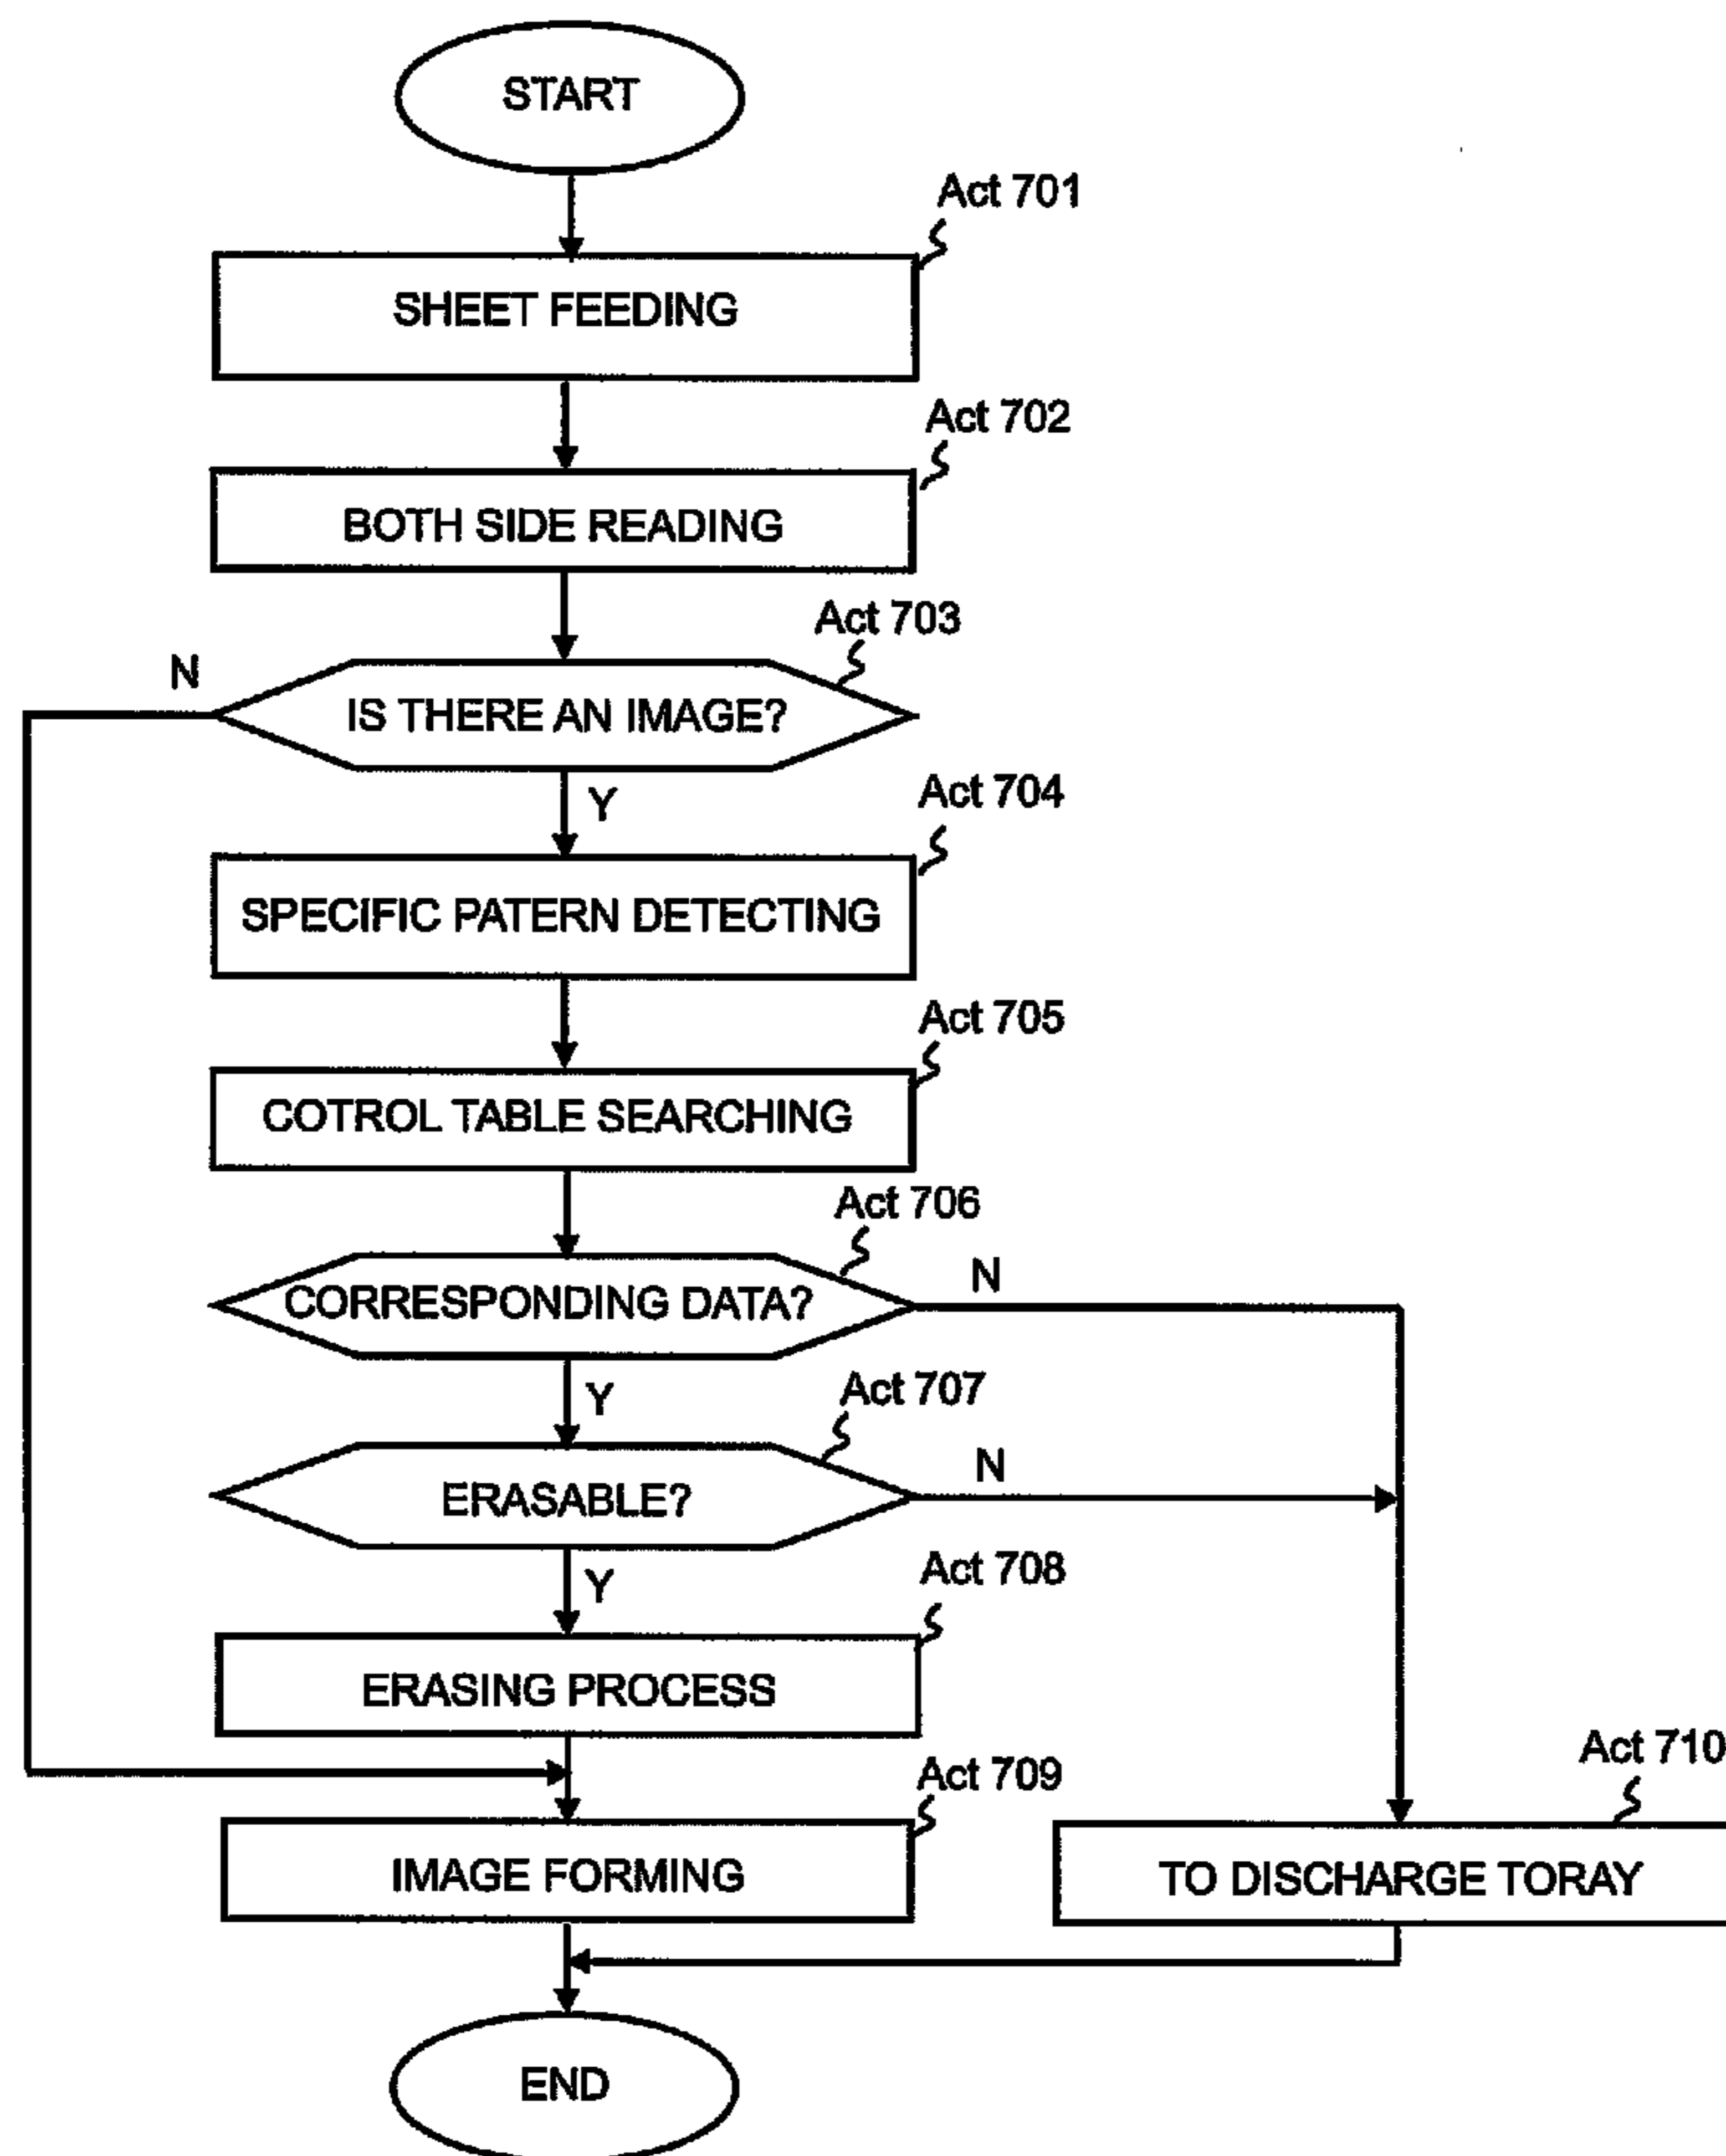 START
Act 701
SHEET FEEDING
Act 702
BOTH SIDE READING
Act 703
N
IS THERE AN IMAGE?
Y
Act 704
SPECIFIC PATERN DETECTING
Act 705
COTROL TABLE SEARCHING
Act 706
N
CORRESPONDING DATA?
Y
Act 707
N
ERASABLE?
Y
Act 708
ERASING PROCESS
Act 709
Act 710
IMAGE FORMING
TO DISCHARGE TORAY
END